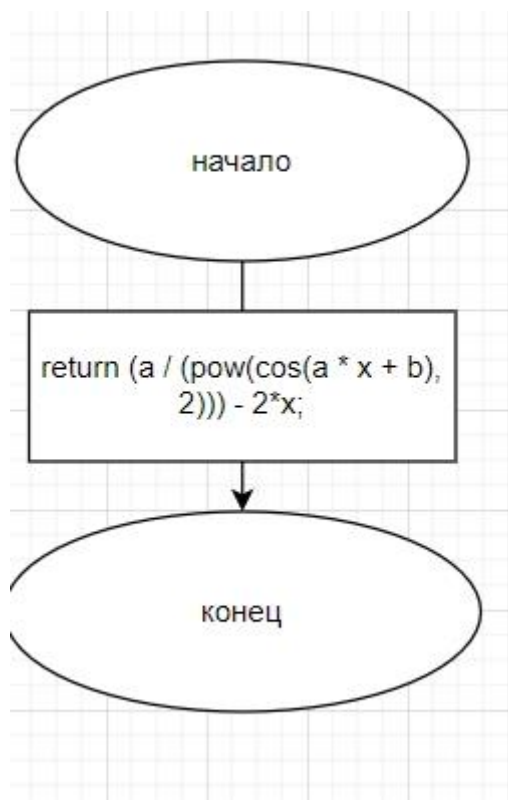 начало
return (a / (pow(cos(a * x + b),
2))) - 2*x;
конец